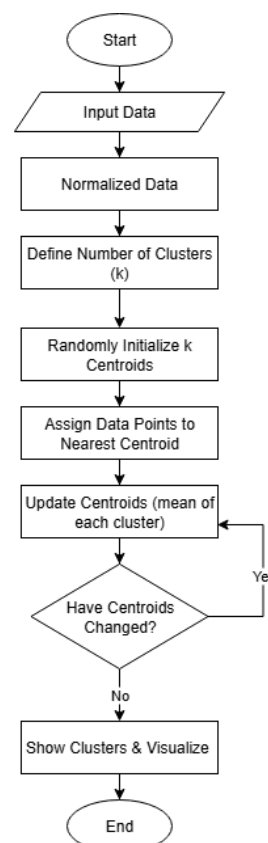 Start
Input Data
Normalized Data
Define Number of Clusters
(k)
Randomly Initialize k
Centroids
Assign Data Points to
Nearest Centroid
Update Centroids (mean of
each cluster)
Have Centroids
Changed?
Ye
No
Show Clusters & Visualize
End